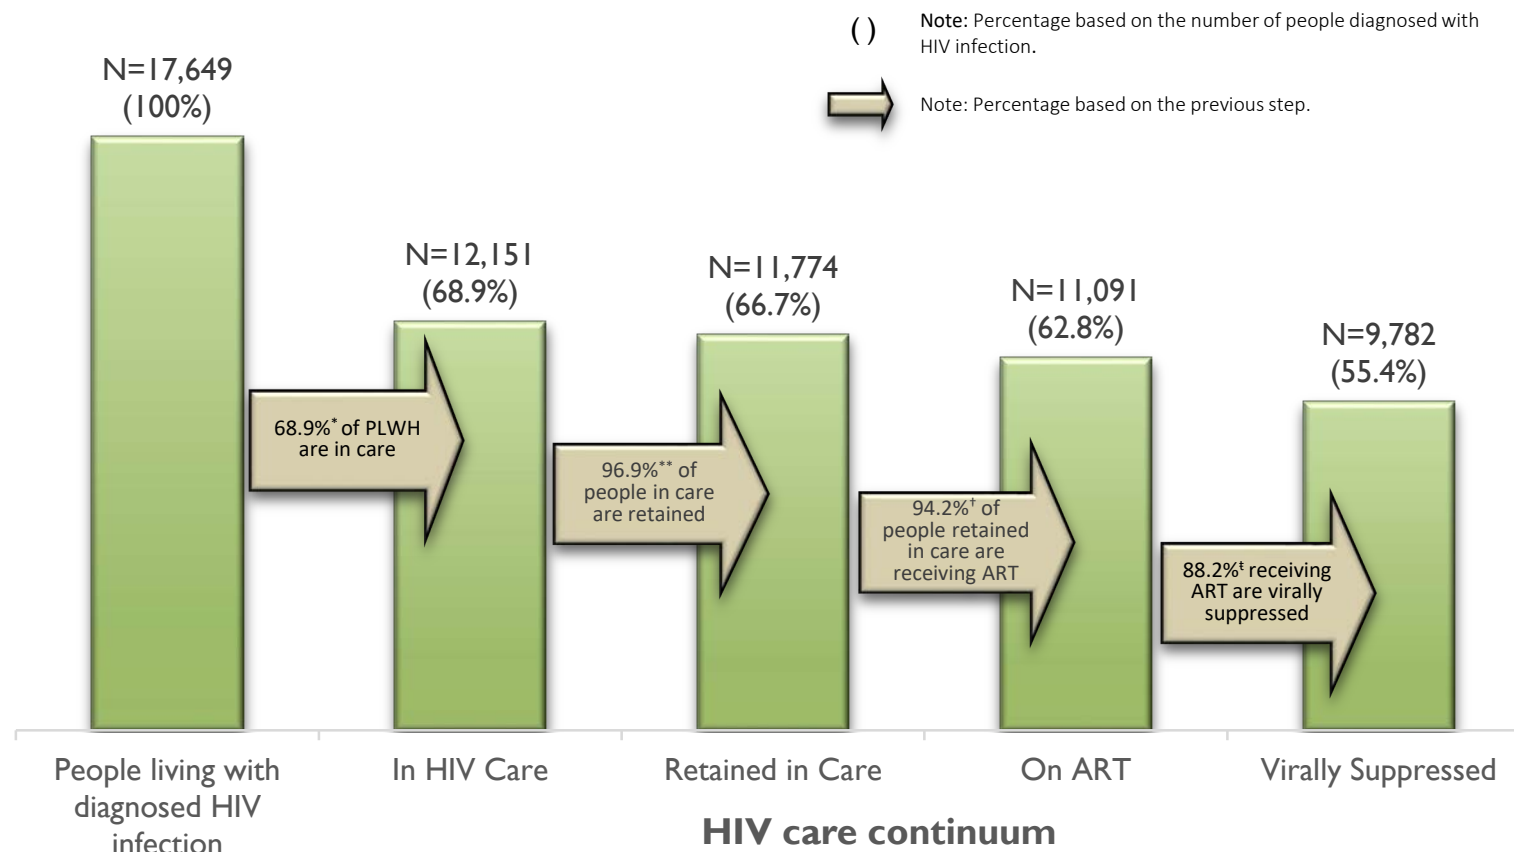 ( )
Note: Percentage based on the number of people diagnosed with
HIV infection.
Note: Percentage based on the previous step.
N=17,649
(100%)
N=12,151
(68.9%)
N=11,774
(66.7%)
N=11,091
(62.8%)
N=9,782
(55.4%)
68.9%* of PLWH
are in care
96.9%** of
people in care
are retained
94.2%† of
people retained
in care are
receiving ART
88.2%ŧ receiving
ART are virally
suppressed
People living with
diagnosed HIV
infection
In HIV Care
Retained in Care
On ART
Virally Suppressed
HIV care continuum